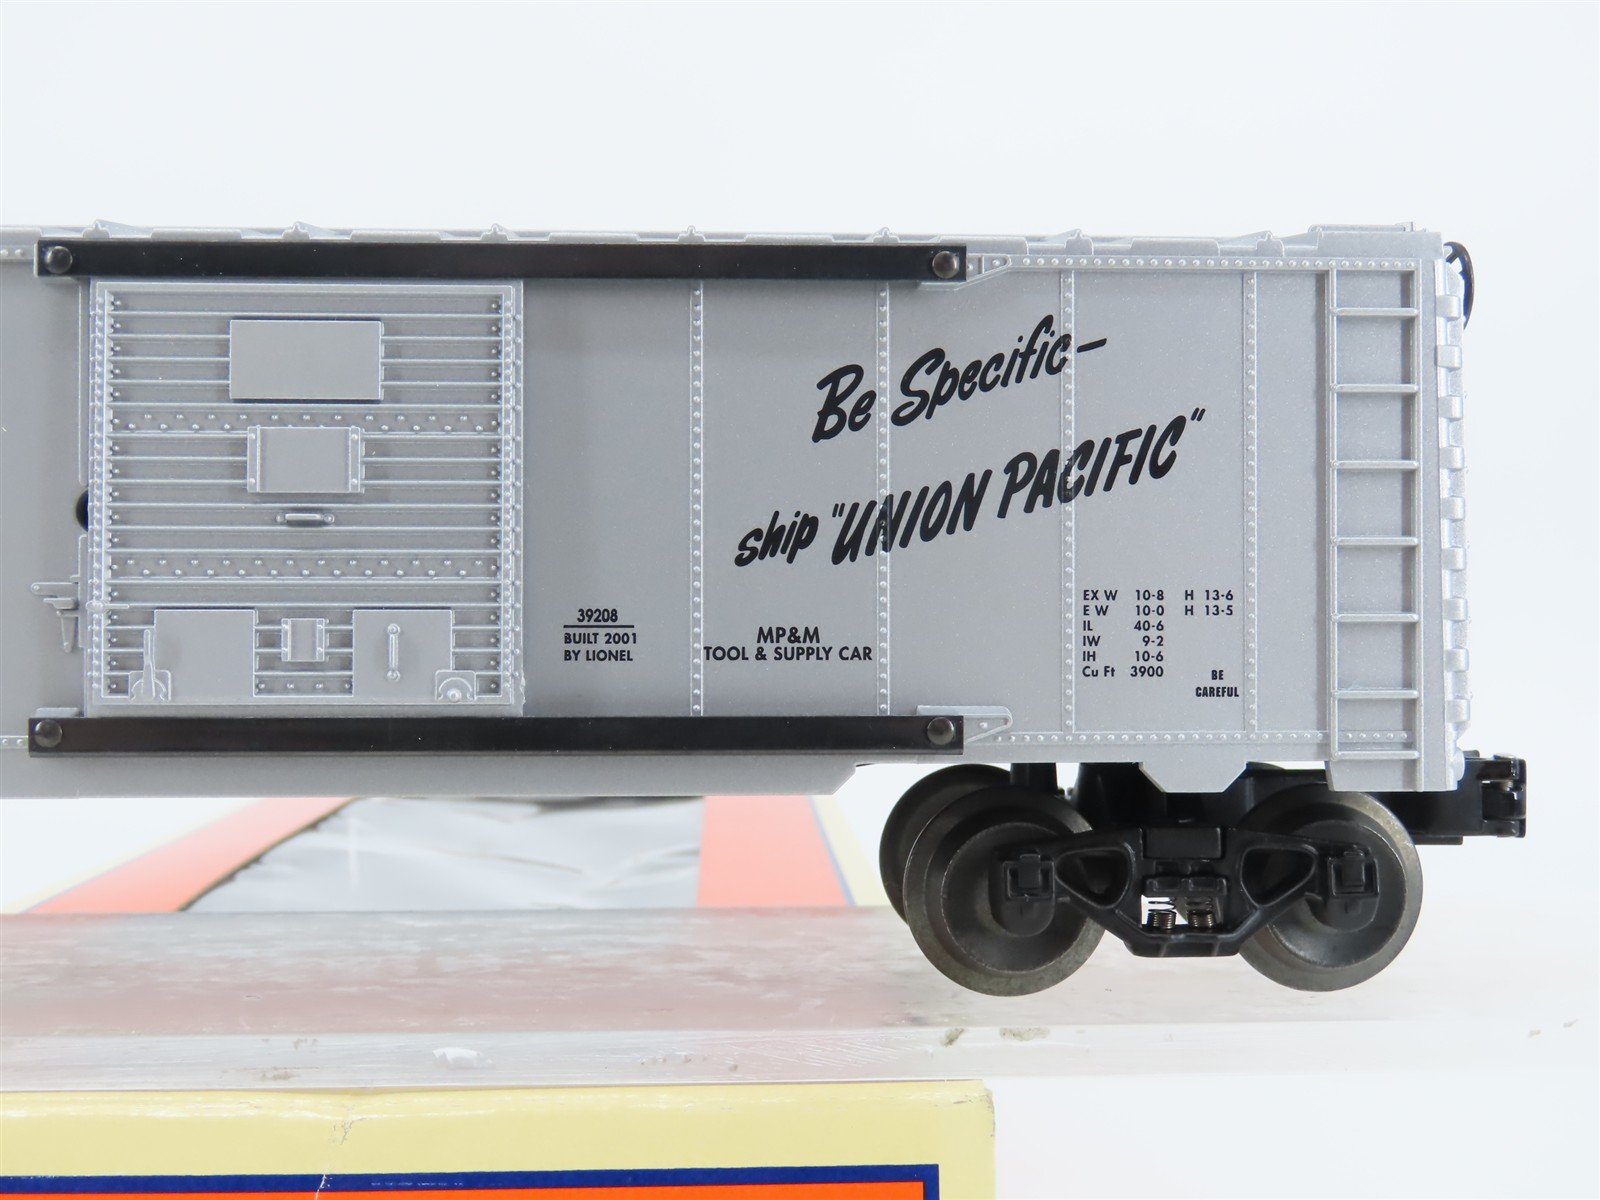 Be Specific—
ship "UNION PACIFIC"
39208
BUILT 2001
BY LIONEL
MP&M
TOOL & SUPPLY CAR
EX W 10-8 H 13-6
E W 10-0 H 13-5
IL 40-6
IW 9-2
IH 10-6
Cu Ft 3900
BE
CAREFUL